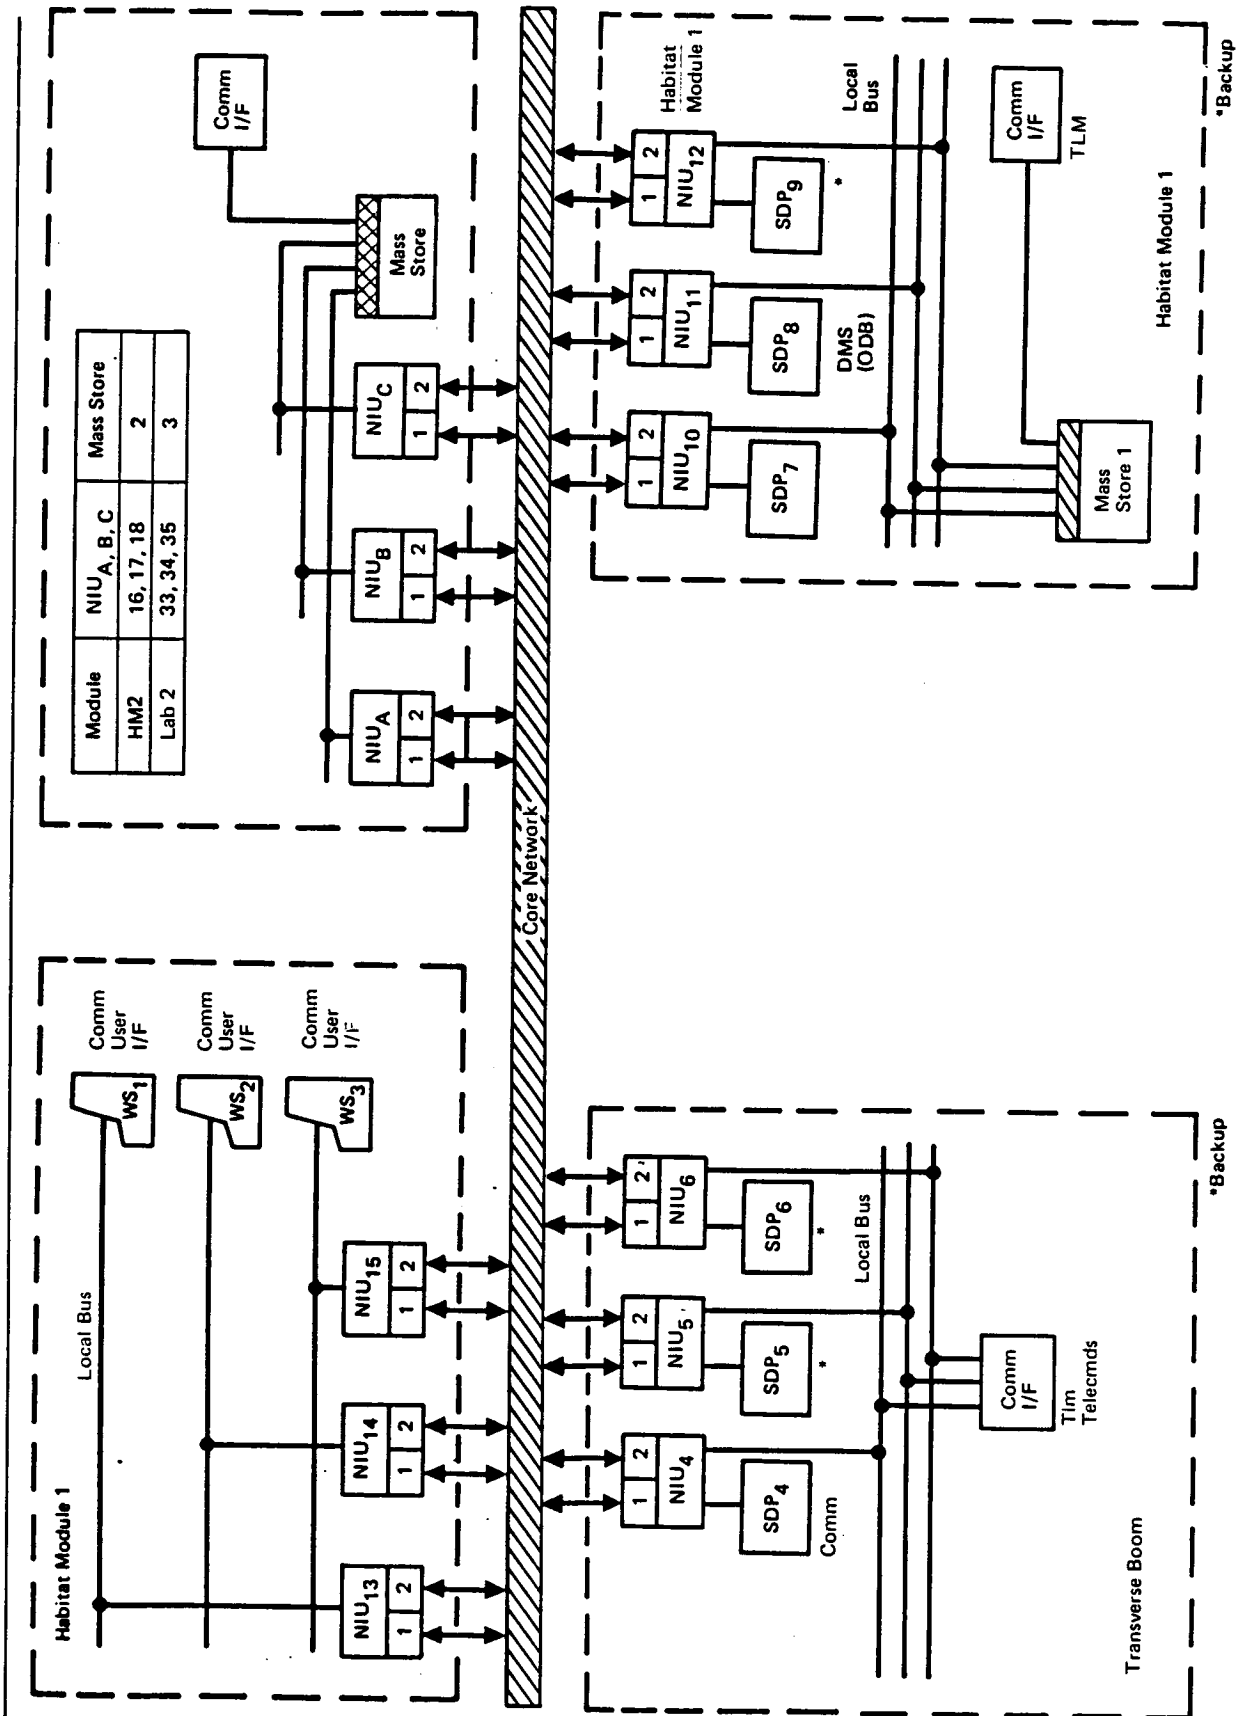 Habitat Module 1
Local Bus
WS1
Comm
User
I/F
WS2
Comm
User
I/F
WS3
Comm
User
I/F
NIU13
1 2
NIU14
1 2
NIU15
1 2
Module NIU A, B, C Mass Store
HM2 16, 17, 18 2
Lab 2 33, 34, 35 3
Comm
I/F
Mass
Store
NIUA
1 2
NIUB
1 2
NIUC
1 2
Core Network
1 2
NIU4
SDP4
Comm
1 2
NIU5
SDP5
*
1 2
NIU6
SDP6
*
Local Bus
Comm
I/F
Tlm
Telecmds
Transverse Boom
*Backup
Habitat
Module 1
1 2
NIU10
SDP7
1 2
NIU11
SDP8
DMS
(ODB)
1 2
NIU12
SDP9
*
Local
Bus
Mass
Store 1
Comm
I/F
TLM
Habitat Module 1
*Backup